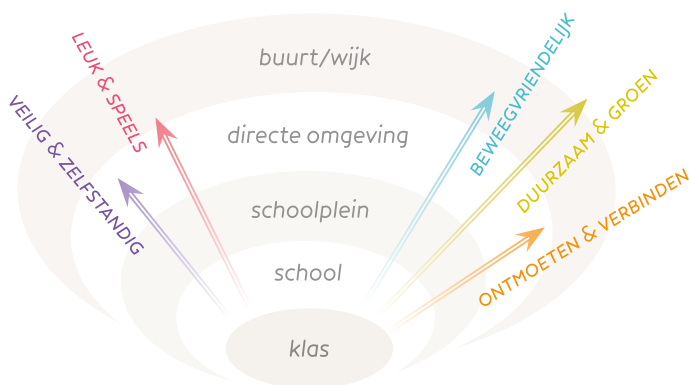 buurt/wijk
directe omgeving
schoolplein
school
klas
VEILIG & ZELFSTANDIG
LEUK & SPEELS
BEWEEGVRIENDELIJK
DUURZAAM & GROEN
ONTMOETEN & VERBINDEN